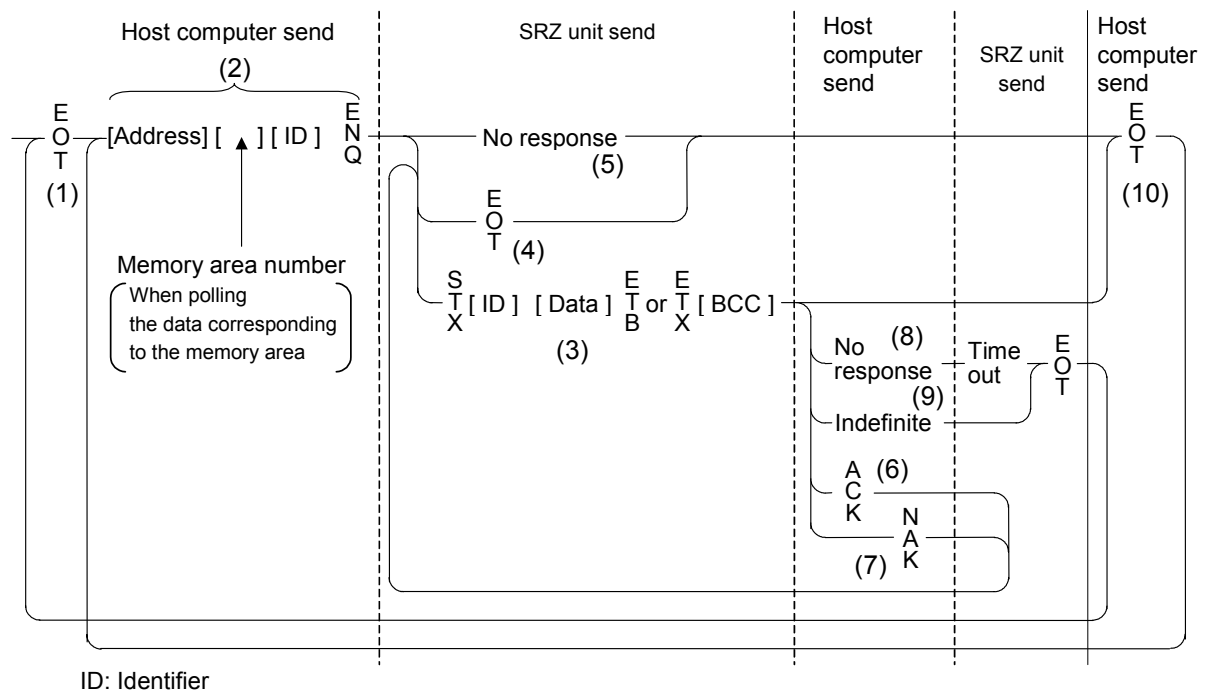 Host computer send
SRZ unit send
Host
computer
send
SRZ unit
send
Host
computer
send
(2)
EOT
(1)
[Address] [ ] [ ID ]
ENQ
Memory area number
When polling
the data corresponding
to the memory area
No response
(5)
EOT
(4)
STX
[ ID ] [ Data ]
ETB
or
ETX
[ BCC ]
(3)
No
response
(8)
Time
out
EOT
(9)
Indefinite
ACK
(6)
NAK
(7)
EOT
(10)
ID: Identifier